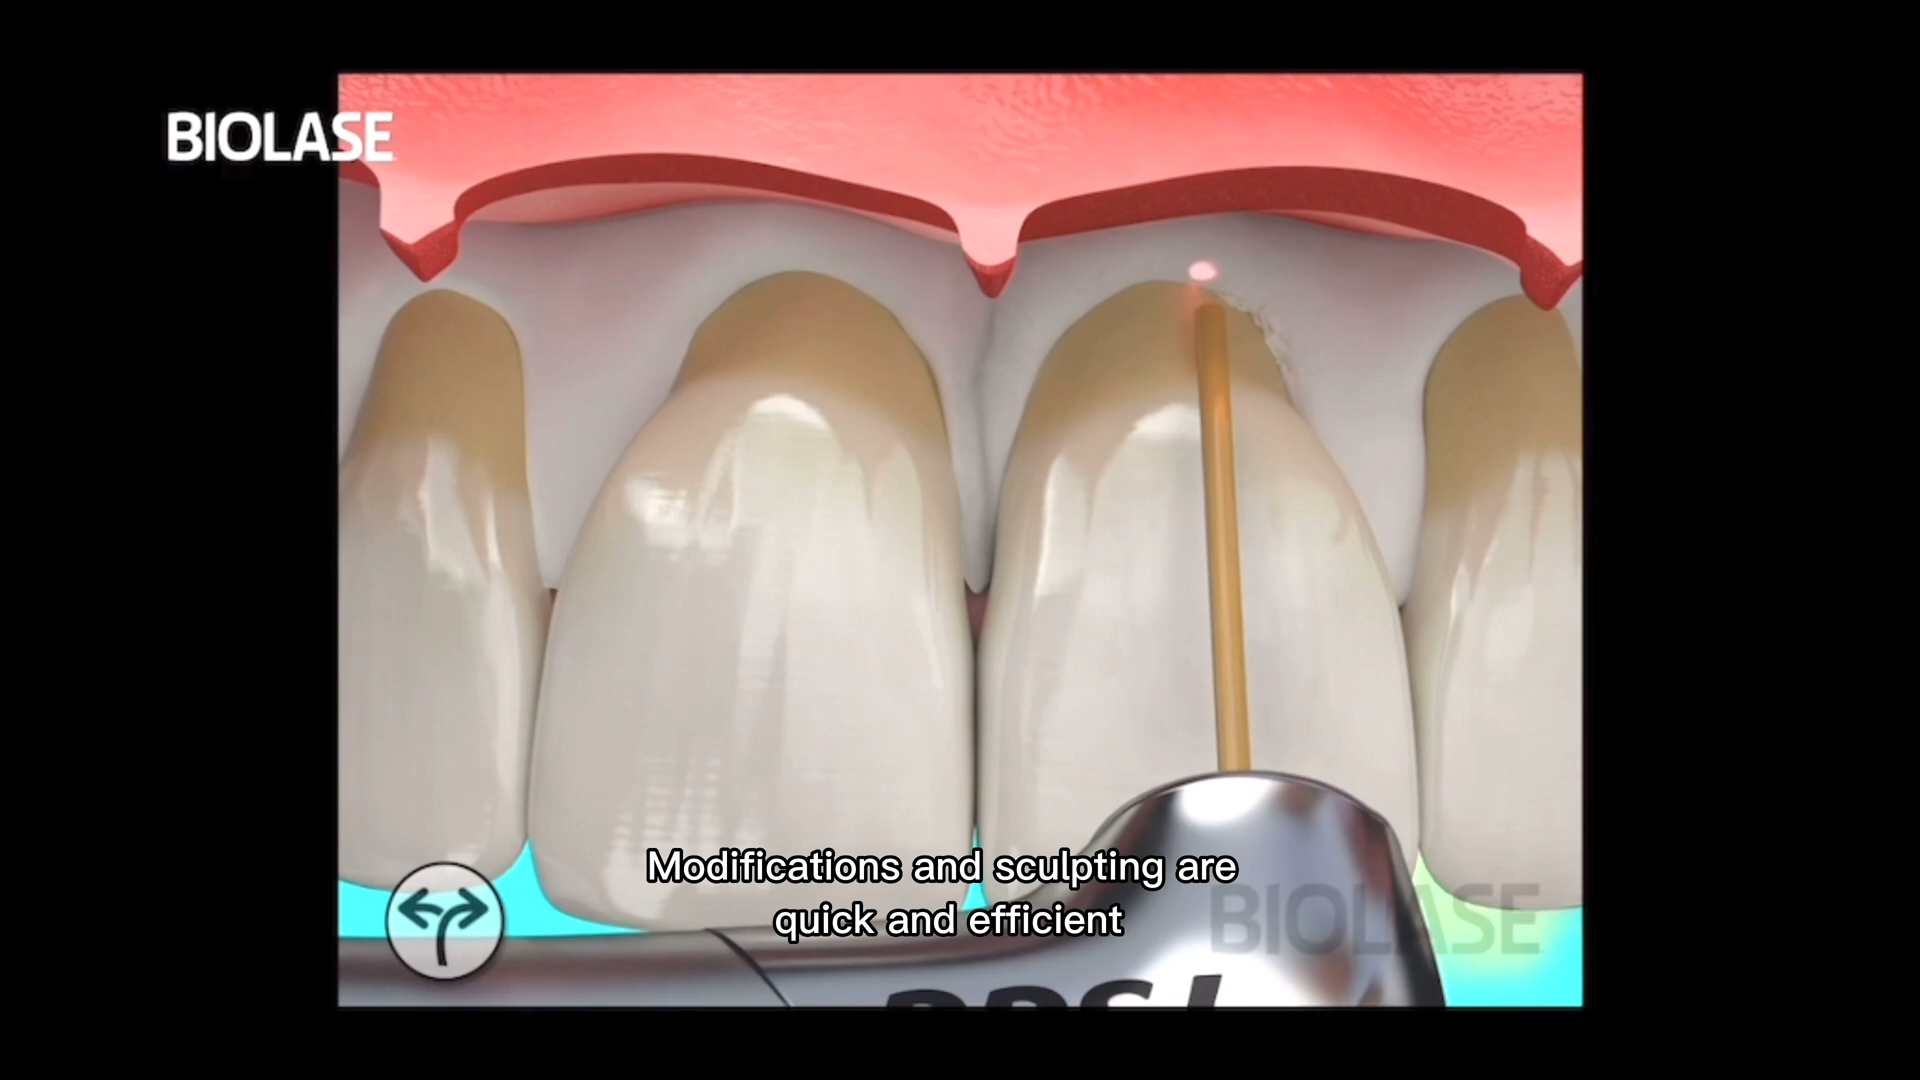 BIOLASE
Modifications and sculpting are
quick and efficient
BIOLASE